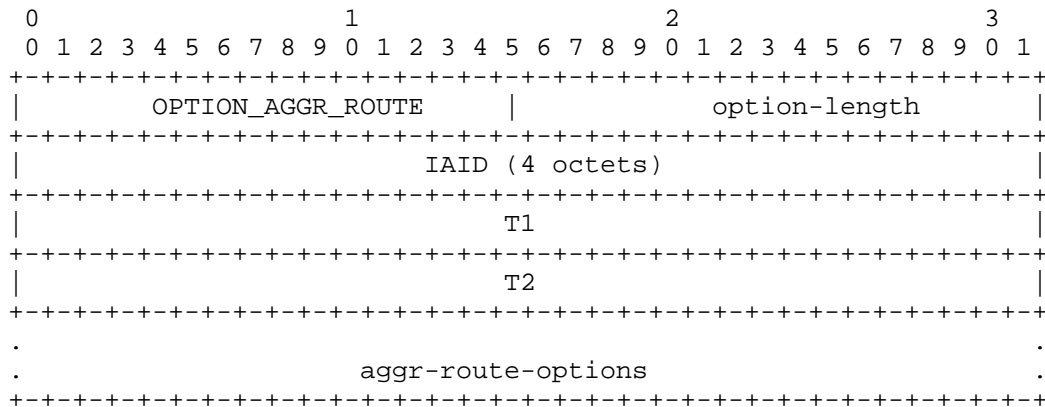 0                   1                   2                   3
 0 1 2 3 4 5 6 7 8 9 0 1 2 3 4 5 6 7 8 9 0 1 2 3 4 5 6 7 8 9 0 1
+-+-+-+-+-+-+-+-+-+-+-+-+-+-+-+-+-+-+-+-+-+-+-+-+-+-+-+-+-+-+-+-+
|        OPTION_AGGR_ROUTE      |            option-length      |
+-+-+-+-+-+-+-+-+-+-+-+-+-+-+-+-+-+-+-+-+-+-+-+-+-+-+-+-+-+-+-+-+
|                         IAID (4 octets)                       |
+-+-+-+-+-+-+-+-+-+-+-+-+-+-+-+-+-+-+-+-+-+-+-+-+-+-+-+-+-+-+-+-+
|                              T1                               |
+-+-+-+-+-+-+-+-+-+-+-+-+-+-+-+-+-+-+-+-+-+-+-+-+-+-+-+-+-+-+-+-+
|                              T2                               |
+-+-+-+-+-+-+-+-+-+-+-+-+-+-+-+-+-+-+-+-+-+-+-+-+-+-+-+-+-+-+-+-+
.                                                               .
.                     aggr-route-options                        .
+-+-+-+-+-+-+-+-+-+-+-+-+-+-+-+-+-+-+-+-+-+-+-+-+-+-+-+-+-+-+-+-+